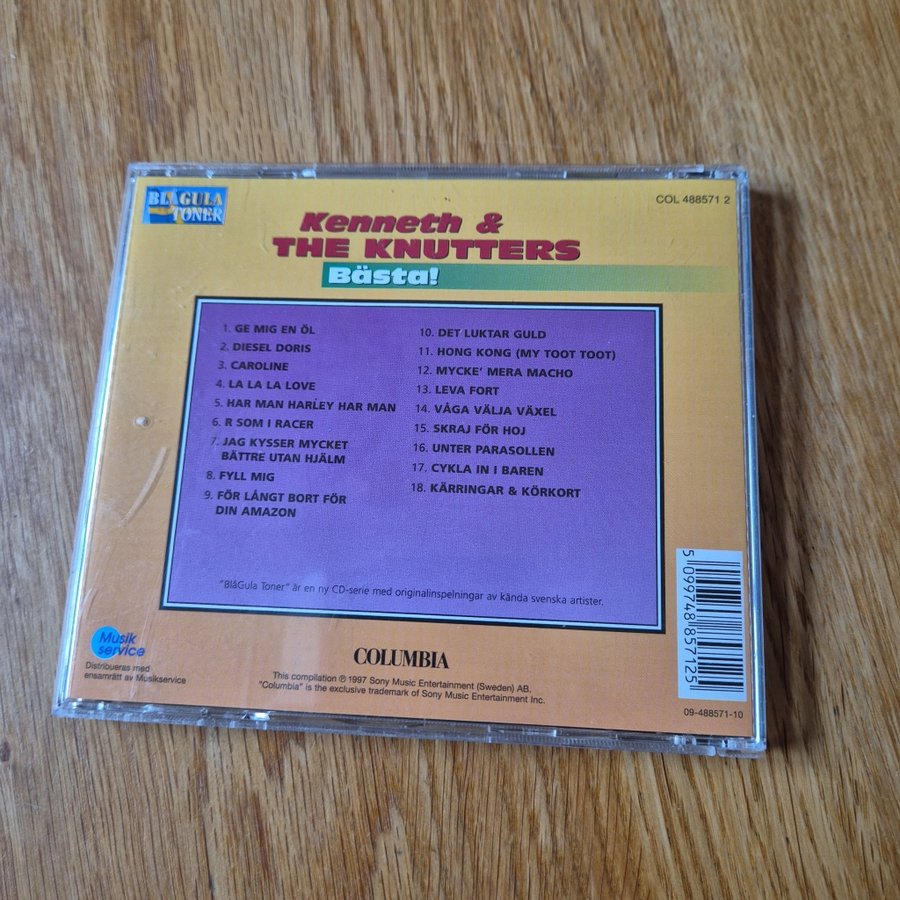 BLÅGULA
TONER
COL 488571 2
Kenneth &
THE KNUTTERS
Bästa!
1. GE MIG EN ÖL
2. DIESEL DORIS
3. CAROLINE
4. LA LA LA LOVE
5. HAR MAN HARLEY HAR MAN
6. R SOM I RACER
7. JAG KYSSER MYCKET
BÄTTRE UTAN HJÄLM
8. FYLL MIG
9. FÖR LÅNGT BORT FÖR
DIN AMAZON
10. DET LUKTAR GULD
11. HONG KONG (MY TOOT TOOT)
12. MYCKE' MERA MACHO
13. LEVA FORT
14. VÅGA VÄLJA VÄXEL
15. SKRAJ FÖR HOJ
16. UNTER PARASOLLEN
17. CYKLA IN I BAREN
18. KÄRRINGAR & KÖRKORT
"BlåGula Toner" är en ny CD-serie med originalinspelningar av kända svenska artister.
5 099748 857125
Musik
service
Distribueras med
ensamrätt av Musikservice
COLUMBIA
This compilation ℗ 1997 Sony Music Entertainment (Sweden) AB.
"Columbia" is the exclusive trademark of Sony Music Entertainment Inc.
09-488571-10